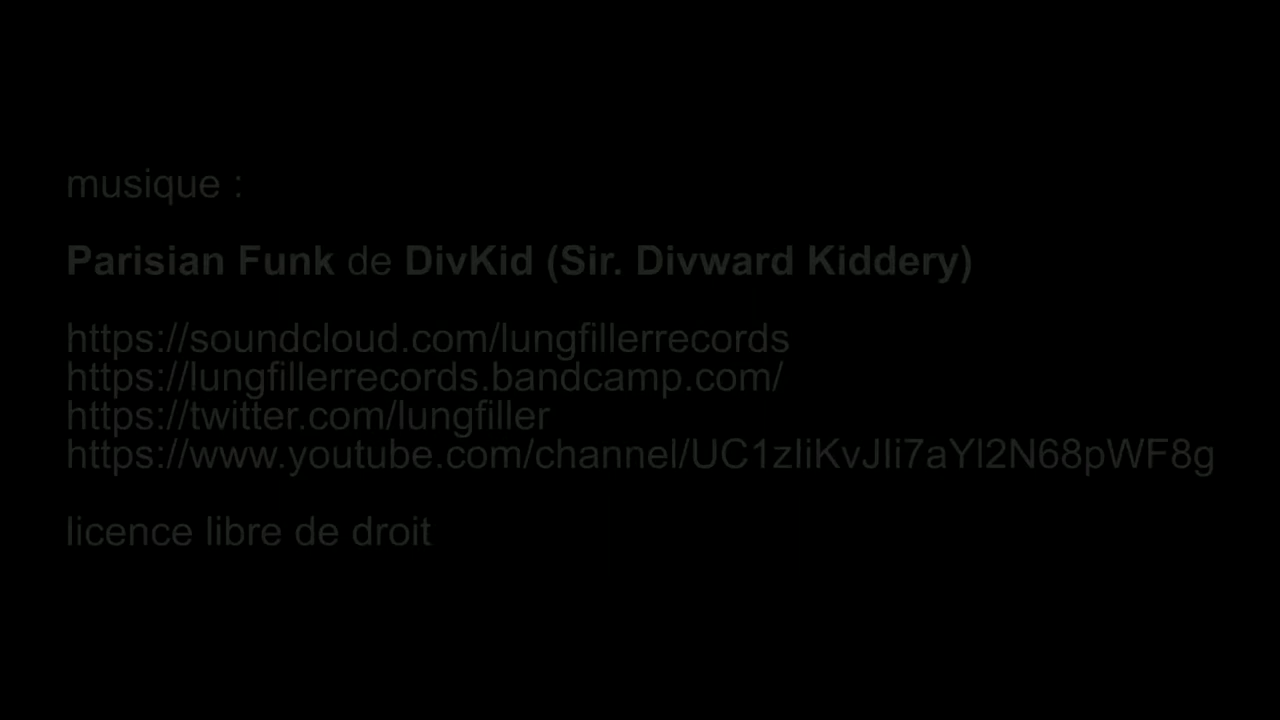 musique :
Parisian Funk de DivKid (Sir. Divward Kiddery)
https://soundcloud.com/lungfillerrecords
https://lungfillerrecords.bandcamp.com/
https://twitter.com/lungfiller
https://www.youtube.com/channel/UC1zIiKvJIi7aYl2N68pWF8g
licence libre de droit